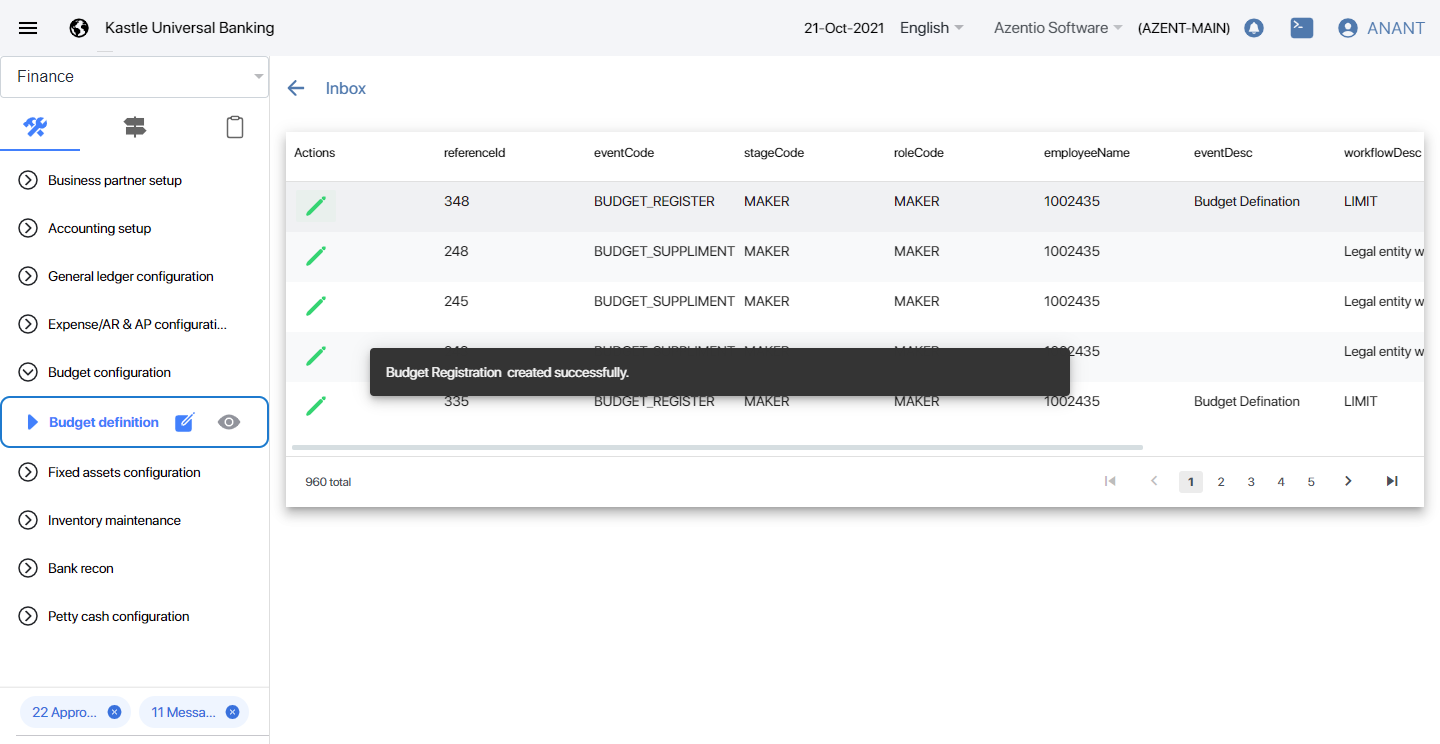 Kastle Universal Banking
21-Oct-2021 English Azentio Software (AZENT-MAIN) ANANT
Finance
Inbox
Business partner setup
Accounting setup
General ledger configuration
Expense/AR & AP configurati...
Budget configuration
Budget definition
Fixed assets configuration
Inventory maintenance
Bank recon
Petty cash configuration
22 Appro... 11 Messa...
Actions referenceId eventCode stageCode roleCode employeeName eventDesc workflowDesc
348 BUDGET_REGISTER MAKER MAKER 1002435 Budget Defination LIMIT
248 BUDGET_SUPPLIMENT MAKER MAKER 1002435 Legal entity w
245 BUDGET_SUPPLIMENT MAKER MAKER 1002435 Legal entity w
BUDGET_SUPPLIMENT MAKER MAKER 1002435 Legal entity w
Budget Registration created successfully.
335 BUDGET_REGISTER MAKER MAKER 1002435 Budget Defination LIMIT
960 total 1 2 3 4 5